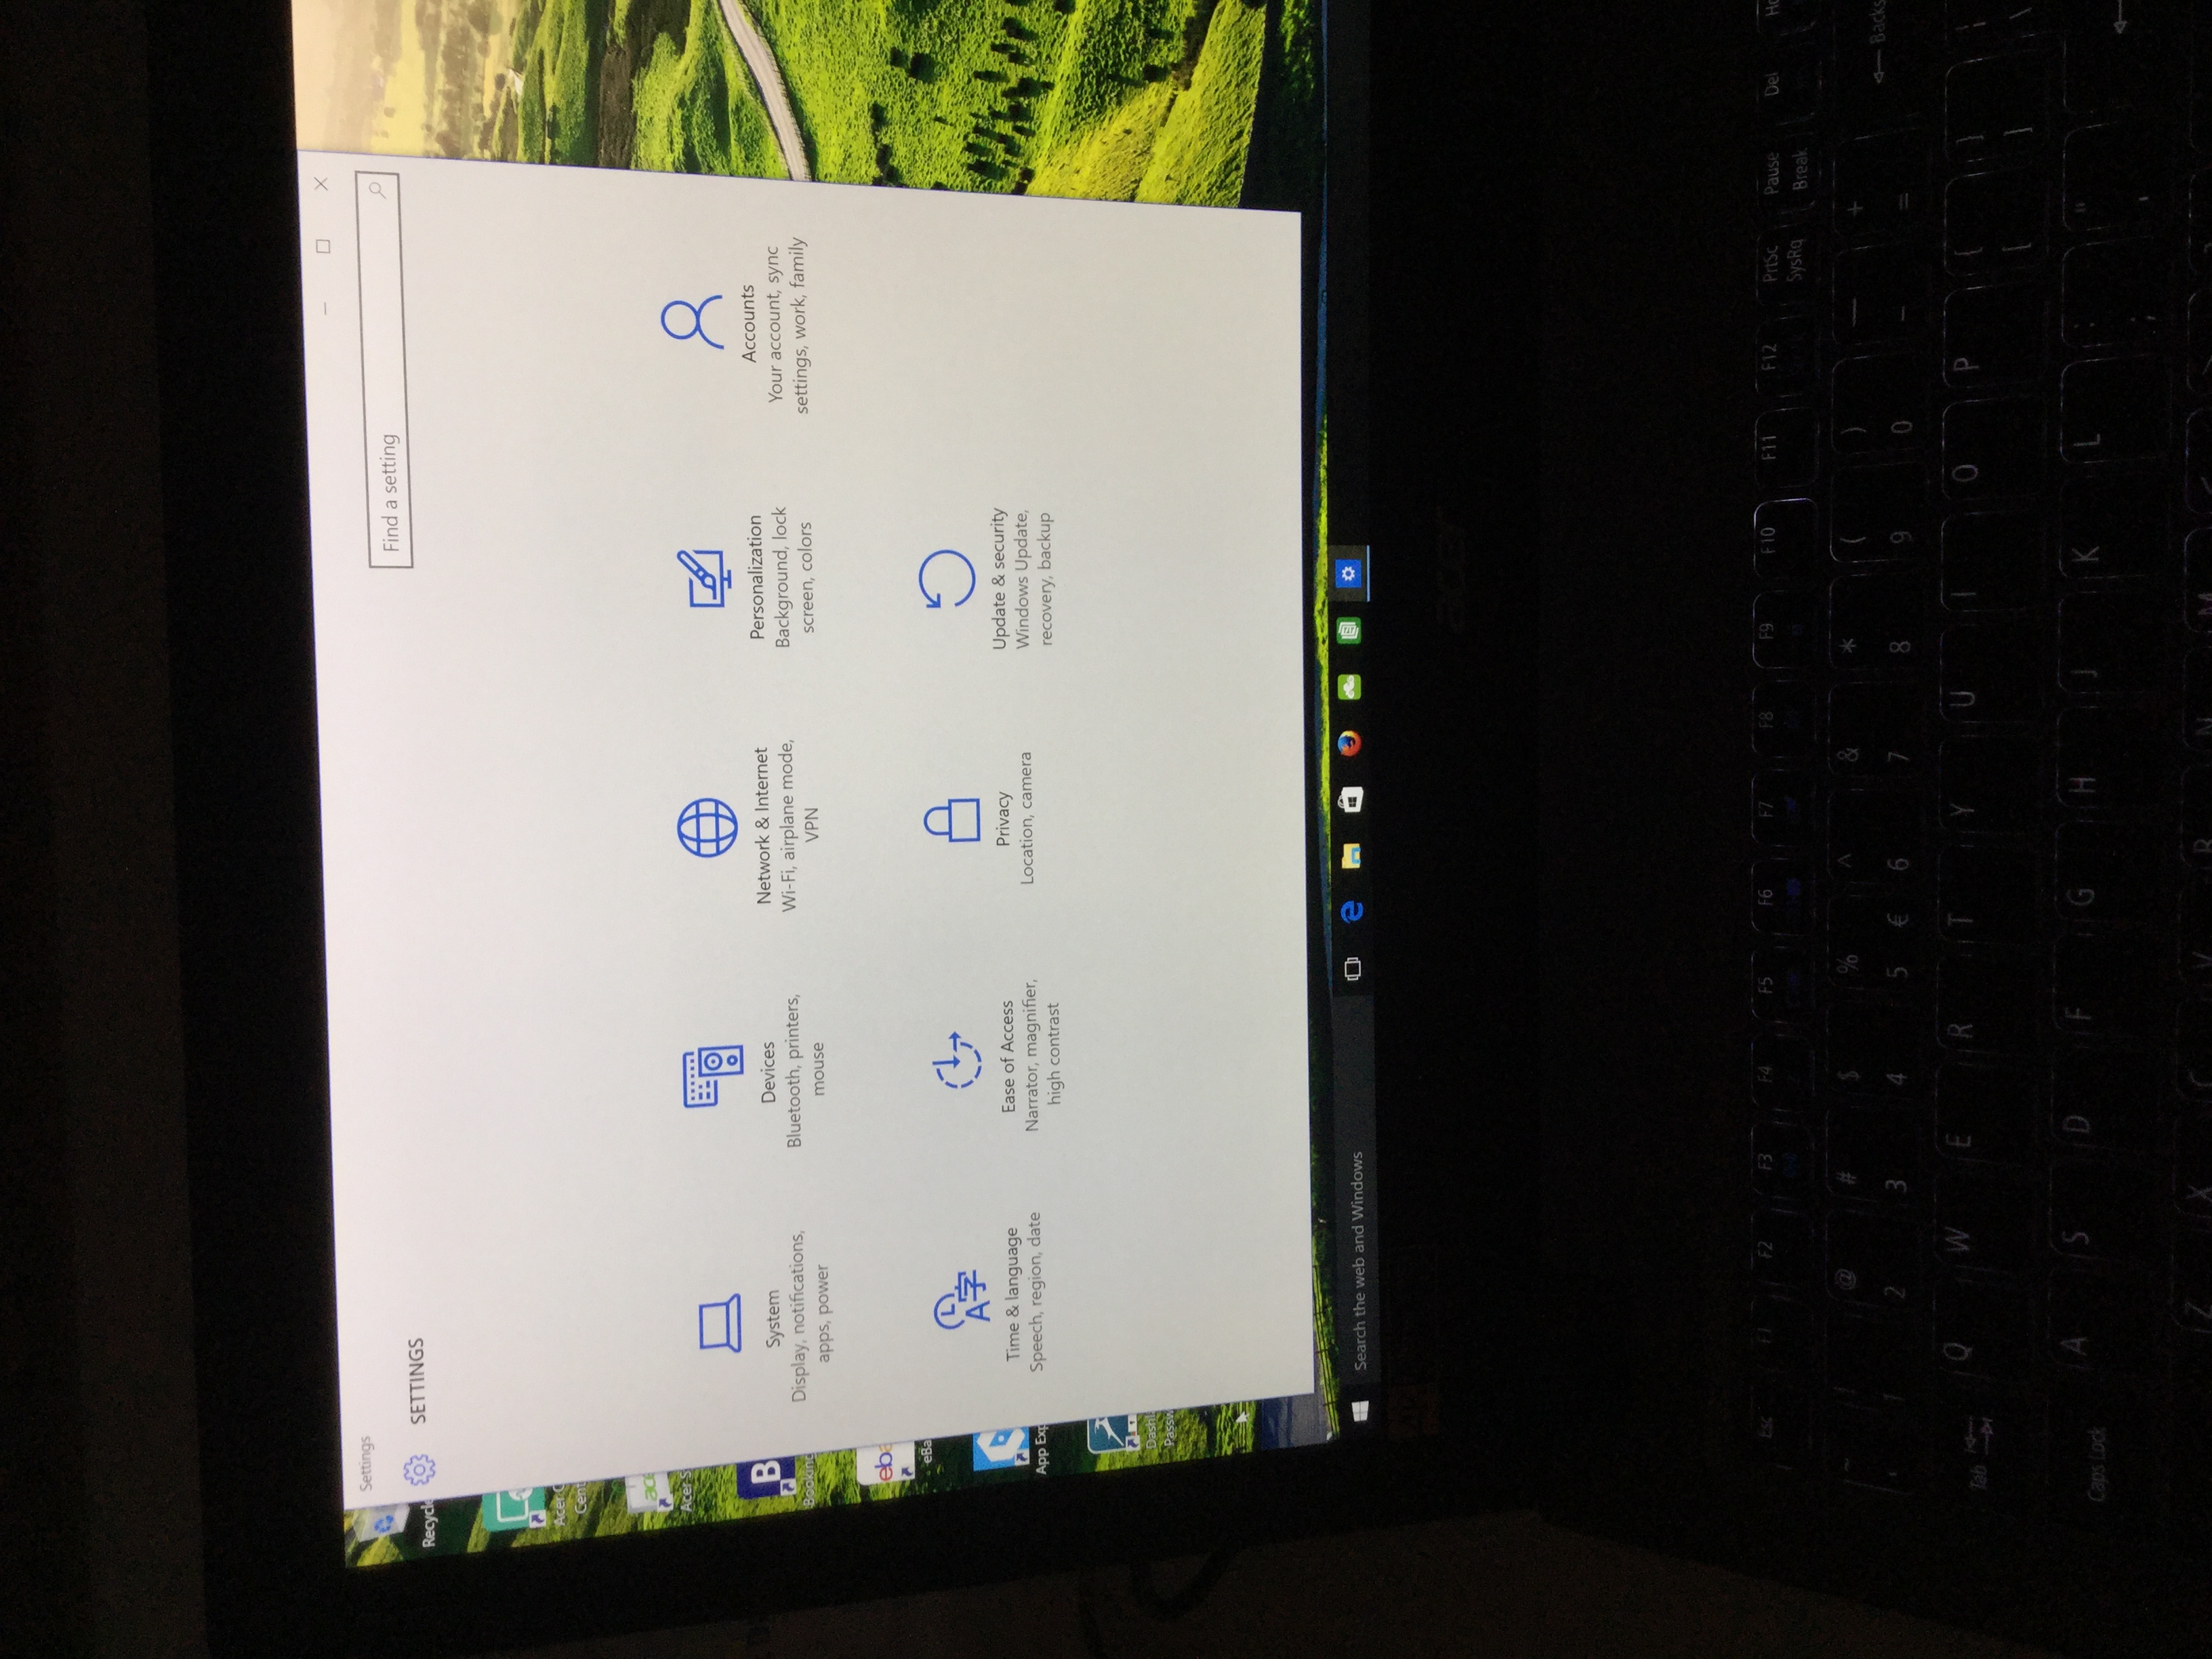 Settings
SETTINGS
Find a setting
System
Display, notifications,
apps, power
Devices
Bluetooth, printers,
mouse
Network & Internet
Wi-Fi, airplane mode,
VPN
Personalization
Background, lock
screen, colors
Accounts
Your account, sync
settings, work, family
Time & language
Speech, region, date
Ease of Access
Narrator, magnifier,
high contrast
Privacy
Location, camera
Update & security
Windows Update,
recovery, backup
Recycle
Acer C
Cent
ace
Acer S
B
Booking
eba
eBa
App Exp
Dashl
Passw
Search the web and Windows
acer
Esc F1 F2 F3 F4 F5 F6 F7 F8 F9 F10 F11 F12 PrtSc Pause Del Ho
SysRq Break
~ ! @ # $ % ^ & * ( ) — +
1 2 3 4 5 € 6 7 8 9 0 – = Backs
Tab Q W E R T Y U I O P { }
[ ] \
Caps Lock A S D F G H J K L : "
; '
Z X C V B N M < >